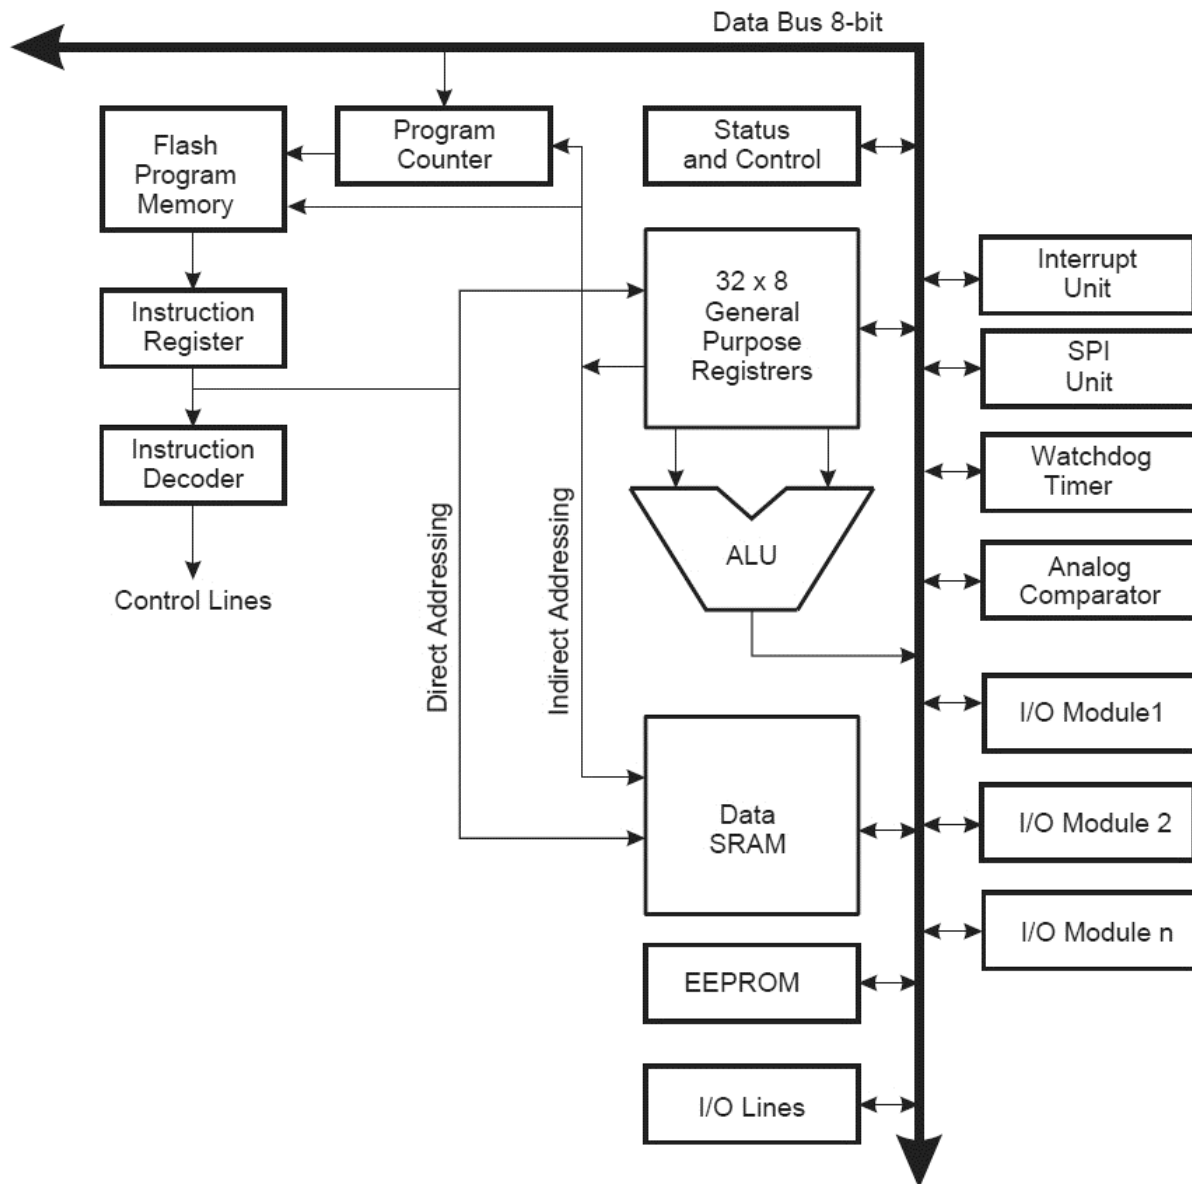 Data Bus 8-bit
Flash
Program
Memory
Program
Counter
Status
and Control
32 x 8
General
Purpose
Registrers
Interrupt
Unit
Instruction
Register
SPI
Unit
Instruction
Decoder
Watchdog
Timer
Control Lines
Direct Addressing
Indirect Addressing
ALU
Analog
Comparator
I/O Module1
Data
SRAM
I/O Module 2
I/O Module n
EEPROM
I/O Lines